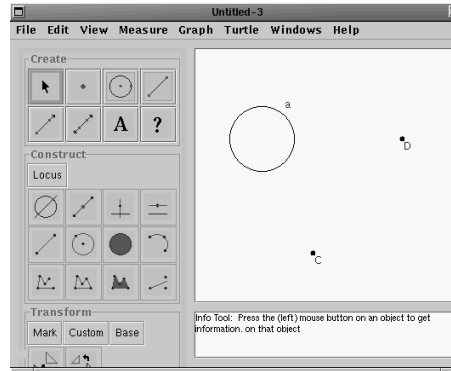 Untitled-3
File Edit View Measure Graph Turtle Windows Help
Create
A ?
Construct
Locus
Transform
Mark Custom Base
a
D
C
Info Tool: Press the (left) mouse button on an object to get
information. on that object